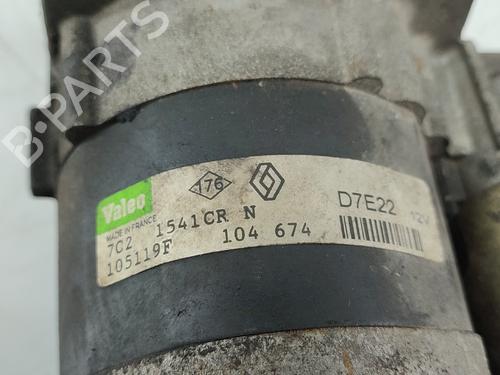 B-PARTS
Valeo
176
D7E22
12V
MADE IN FRANCE
7C2 1541CR N
105119F 104 674